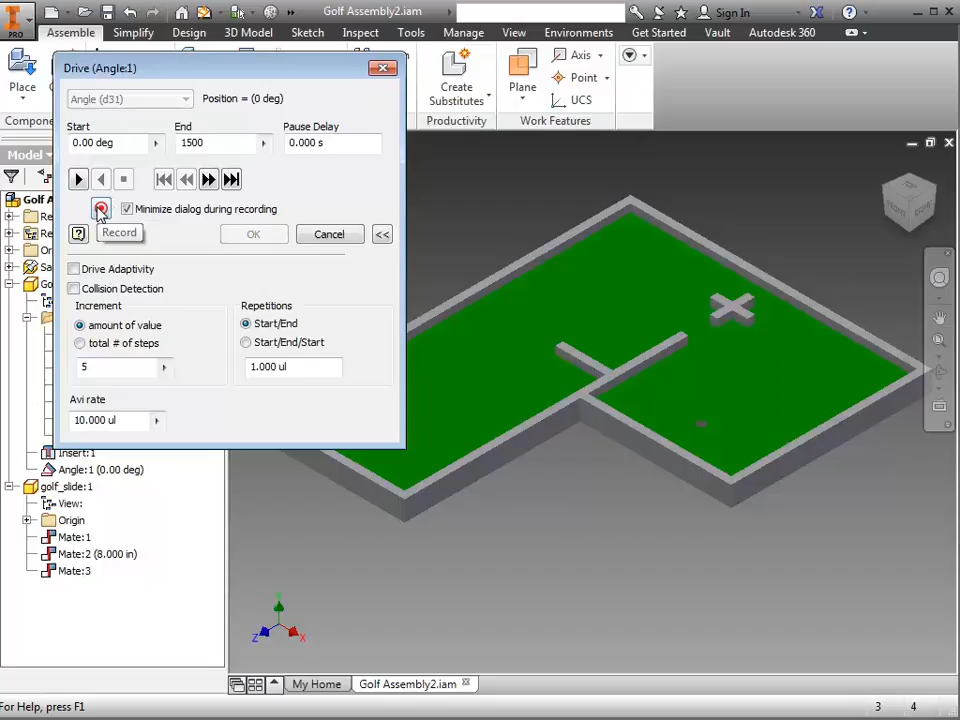 Golf Assembly2.iam
Sign In
PRO
Assemble
Simplify
Design
3D Model
Sketch
Inspect
Tools
Manage
View
Environments
Get Started
Vault
Autodesk 360
Place
Create
Substitutes
Plane
Axis
Point
UCS
Productivity
Work Features
Model
Drive (Angle:1)
Angle (d31)
Position = (0 deg)
Start
End
Pause Delay
0.00 deg
1500
0.000 s
Minimize dialog during recording
Record
OK
Cancel
<<
Drive Adaptivity
Collision Detection
Increment
Repetitions
amount of value
Start/End
total # of steps
Start/End/Start
5
1.000 ul
Avi rate
10.000 ul
Insert:1
Angle:1 (0.00 deg)
golf_slide:1
View:
Origin
Mate:1
Mate:2 (8.000 in)
Mate:3
Z
X
My Home
Golf Assembly2.iam
For Help, press F1
3
4